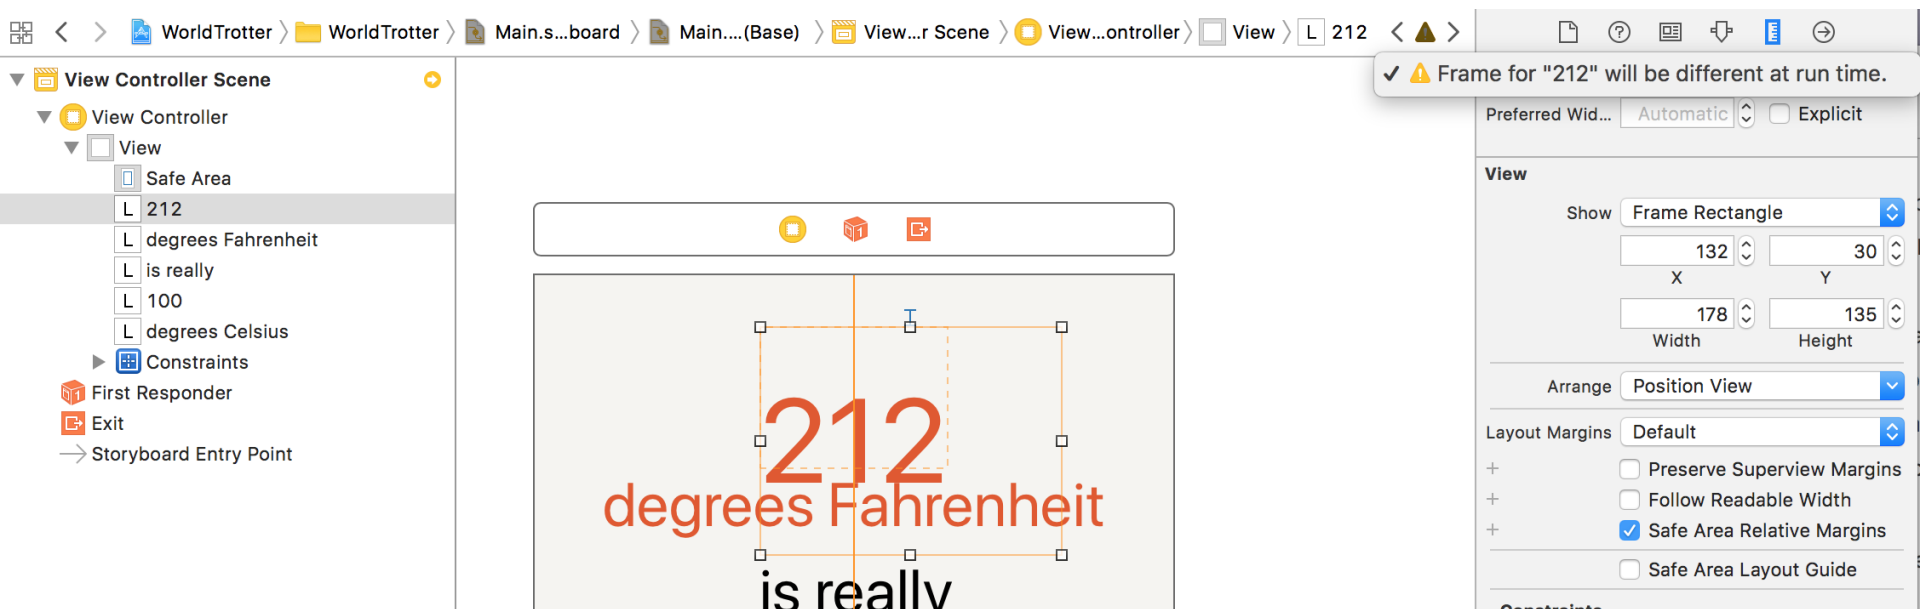 WorldTrotter
WorldTrotter
Main.s...board
Main....(Base)
View...r Scene
View...ontroller
View
L 212
Frame for "212" will be different at run time.
View Controller Scene
View Controller
View
Safe Area
L 212
L degrees Fahrenheit
L is really
L 100
L degrees Celsius
Constraints
First Responder
Exit
Storyboard Entry Point
212
degrees Fahrenheit
is really
Preferred Wid... Automatic Explicit
View
Show Frame Rectangle
132 30
X Y
178 135
Width Height
Arrange Position View
Layout Margins Default
Preserve Superview Margins
Follow Readable Width
Safe Area Relative Margins
Safe Area Layout Guide
Constraints